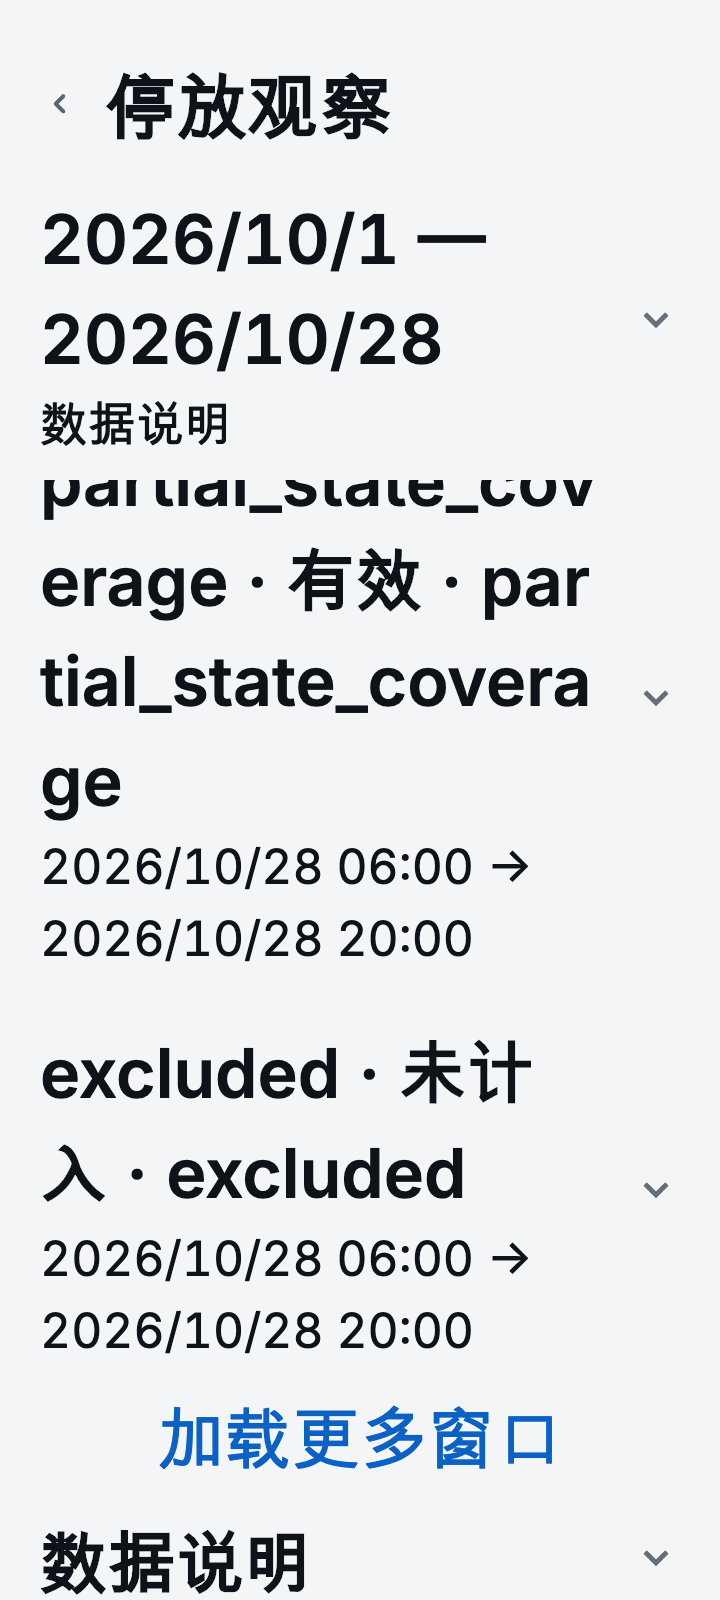 停放观察
2026/10/1 —
2026/10/28
数据说明
partial_state_cov
erage · 有效 · par
tial_state_covera
ge
2026/10/28 06:00 →
2026/10/28 20:00
excluded · 未计
入 · excluded
2026/10/28 06:00 →
2026/10/28 20:00
加载更多窗口
数据说明